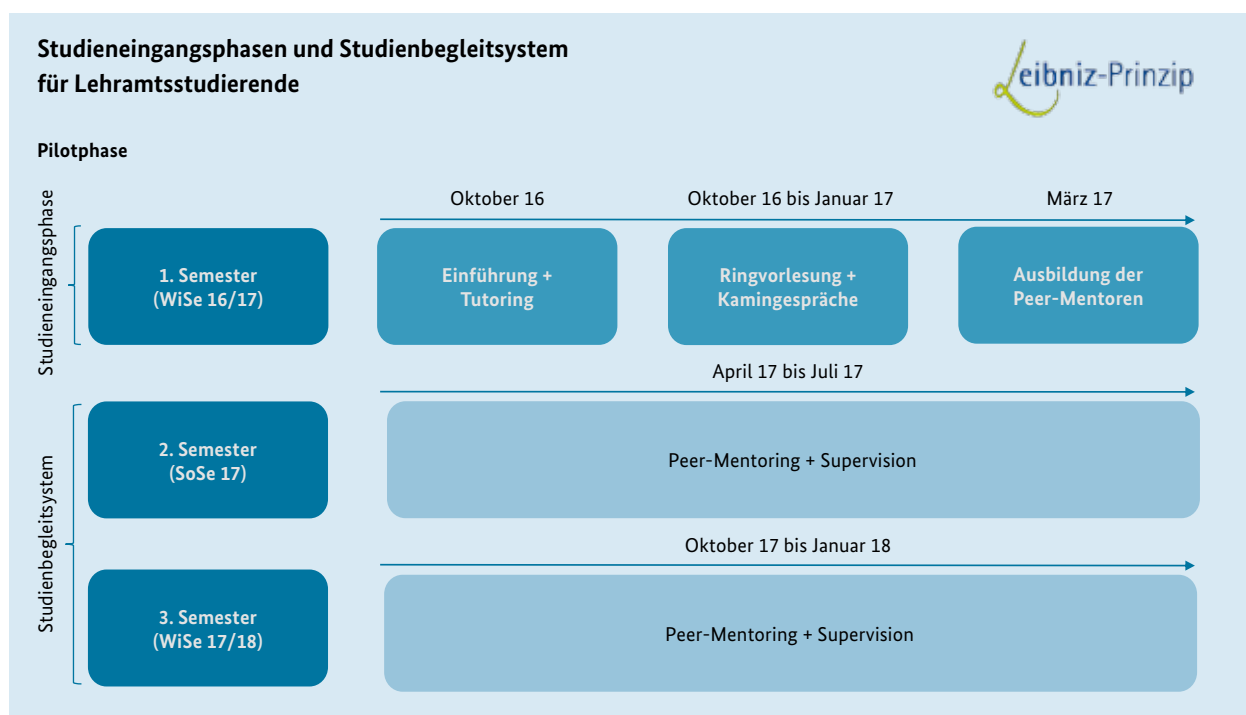 Studieneingangsphasen und Studienbegleitsystem
für Lehramtsstudierende
Leibniz-Prinzip
Pilotphase
Studieneingangsphase
Oktober 16
Oktober 16 bis Januar 17
März 17
1. Semester
(WiSe 16/17)
Einführung +
Tutoring
Ringvorlesung +
Kamingespräche
Ausbildung der
Peer-Mentoren
Studienbegleitsystem
April 17 bis Juli 17
2. Semester
(SoSe 17)
Peer-Mentoring + Supervision
Oktober 17 bis Januar 18
3. Semester
(WiSe 17/18)
Peer-Mentoring + Supervision